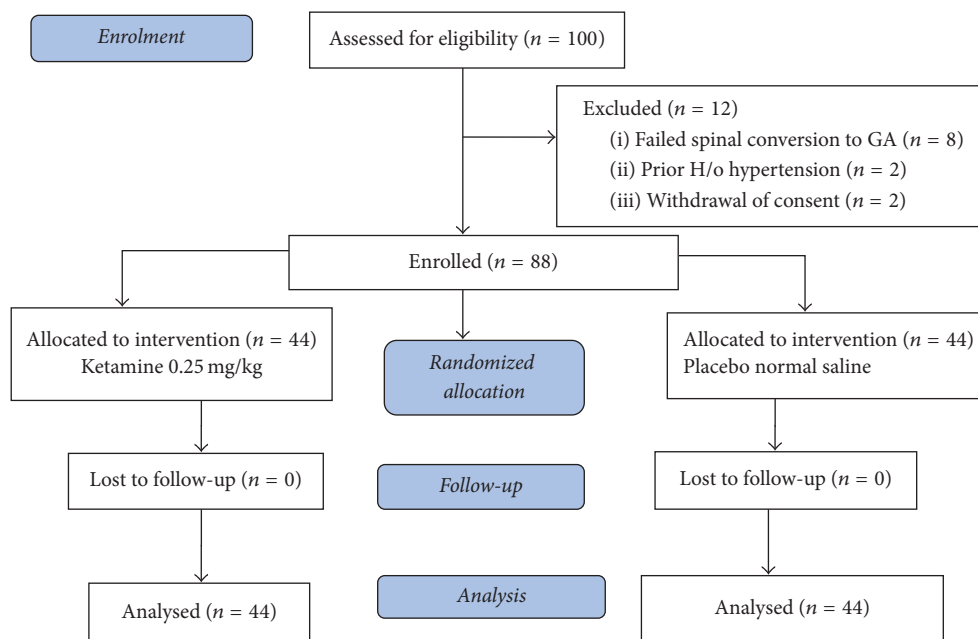 Enrolment
Assessed for eligibility (n = 100)
Excluded (n = 12)
(i) Failed spinal conversion to GA (n = 8)
(ii) Prior H/o hypertension (n = 2)
(iii) Withdrawal of consent (n = 2)
Enrolled (n = 88)
Allocated to intervention (n = 44)
Ketamine 0.25 mg/kg
Randomized
allocation
Allocated to intervention (n = 44)
Placebo normal saline
Lost to follow-up (n = 0)
Follow-up
Lost to follow-up (n = 0)
Analysed (n = 44)
Analysis
Analysed (n = 44)